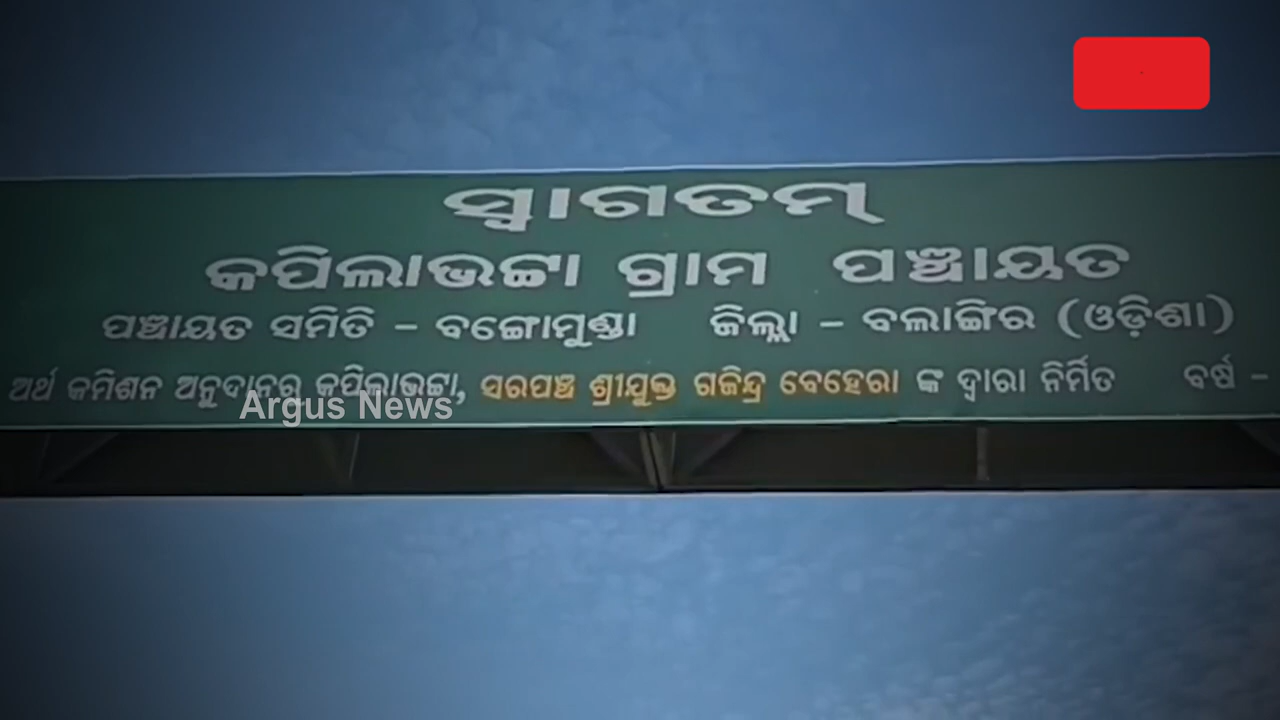 ସ୍ଵାଗତମ୍
କପିଳାଭଟ୍ଟା ଗ୍ରାମ ପଞ୍ଚାୟତ
ପଞ୍ଚାୟତ ସମିତି – ବଙ୍ଗୋମୁଣ୍ଡା ଜିଲ୍ଲା – ବଲାଙ୍ଗିର (ଓଡ଼ିଶା)
ଅର୍ଥ କମିଶନ ଅନୁଦାନରୁ କପିଳାଭଟ୍ଟା, ସରପଞ୍ଚ ଶ୍ରୀଯୁକ୍ତ ଗଜିନ୍ଦ୍ର ବେହେରା ଙ୍କ ଦ୍ଵାରା ନିର୍ମିତ ବର୍ଷ –
Argus News